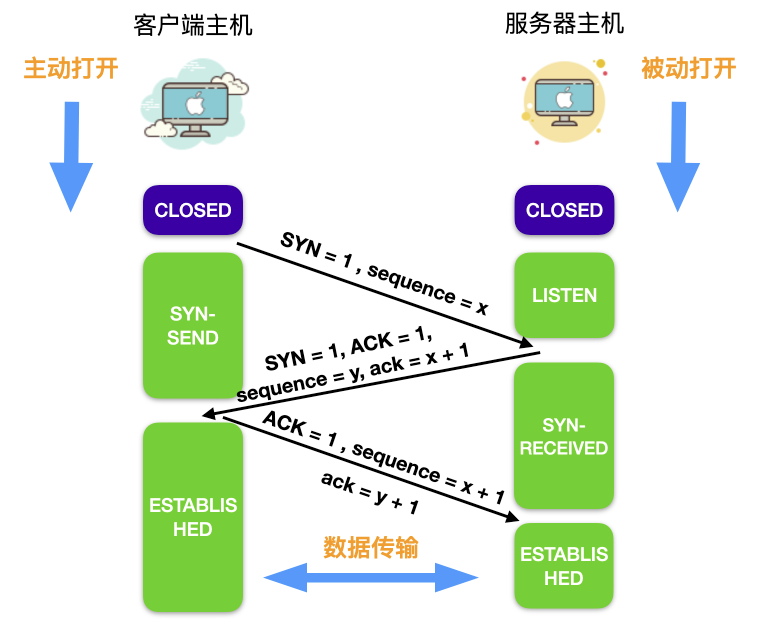 客户端主机
服务器主机
主动打开
被动打开
CLOSED
CLOSED
SYN = 1 , sequence = x
SYN-
SEND
LISTEN
SYN = 1, ACK = 1,
sequence = y, ack = x + 1
ACK = 1 , sequence = x + 1
ack = y + 1
SYN-
RECEIVED
ESTABLIS
HED
数据传输
ESTABLIS
HED